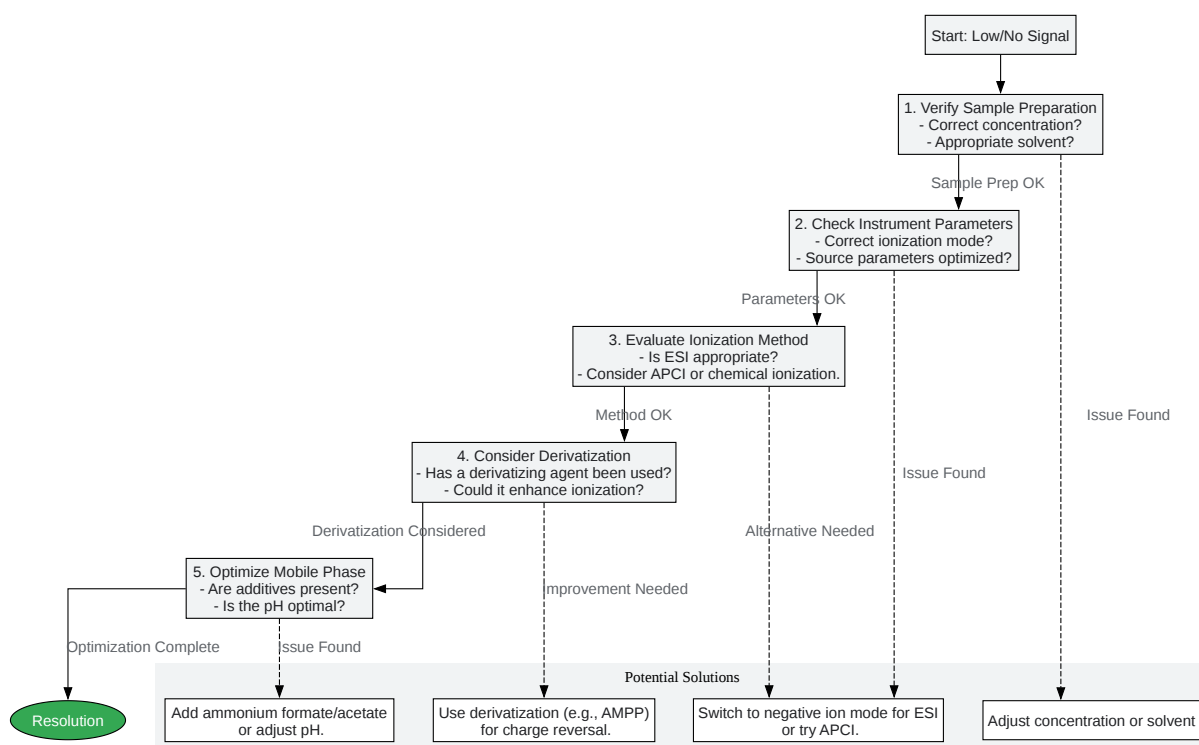 Start: Low/No Signal
1. Verify Sample Preparation
- Correct concentration?
- Appropriate solvent?
Sample Prep OK
2. Check Instrument Parameters
- Correct ionization mode?
- Source parameters optimized?
Parameters OK
3. Evaluate Ionization Method
- Is ESI appropriate?
- Consider APCI or chemical ionization.
Method OK
Issue Found
4. Consider Derivatization
- Has a derivatizing agent been used?
- Could it enhance ionization?
Issue Found
Derivatization Considered
Alternative Needed
5. Optimize Mobile Phase
- Are additives present?
- Is the pH optimal?
Improvement Needed
Optimization Complete
Issue Found
Potential Solutions
Resolution
Add ammonium formate/acetate
or adjust pH.
Use derivatization (e.g., AMPP)
for charge reversal.
Switch to negative ion mode for ESI
or try APCI.
Adjust concentration or solvent